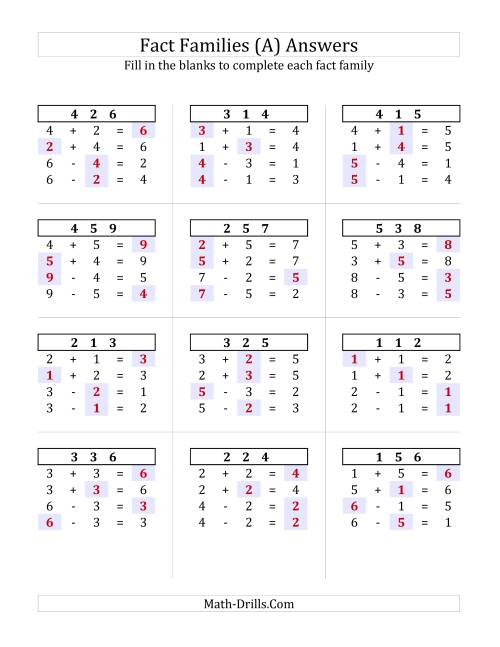 Fact Families (A) Answers
Fill in the blanks to complete each fact family
4 2 6
4 + 2 = 6
2 + 4 = 6
6 - 4 = 2
6 - 2 = 4
3 1 4
3 + 1 = 4
1 + 3 = 4
4 - 3 = 1
4 - 1 = 3
4 1 5
4 + 1 = 5
1 + 4 = 5
5 - 4 = 1
5 - 1 = 4
4 5 9
4 + 5 = 9
5 + 4 = 9
9 - 4 = 5
9 - 5 = 4
2 5 7
2 + 5 = 7
5 + 2 = 7
7 - 2 = 5
7 - 5 = 2
5 3 8
5 + 3 = 8
3 + 5 = 8
8 - 5 = 3
8 - 3 = 5
2 1 3
2 + 1 = 3
1 + 2 = 3
3 - 2 = 1
3 - 1 = 2
3 2 5
3 + 2 = 5
2 + 3 = 5
5 - 3 = 2
5 - 2 = 3
1 1 2
1 + 1 = 2
1 + 1 = 2
2 - 1 = 1
2 - 1 = 1
3 3 6
3 + 3 = 6
3 + 3 = 6
6 - 3 = 3
6 - 3 = 3
2 2 4
2 + 2 = 4
2 + 2 = 4
4 - 2 = 2
4 - 2 = 2
1 5 6
1 + 5 = 6
5 + 1 = 6
6 - 1 = 5
6 - 5 = 1
Math-Drills.Com